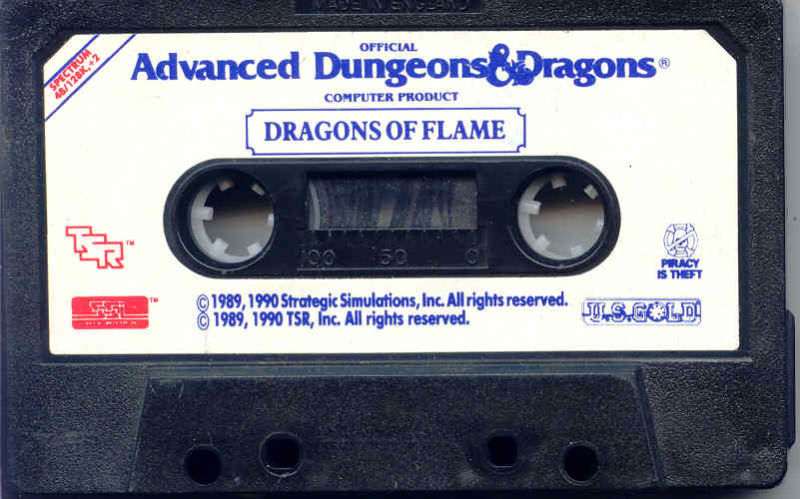 MADE IN ENGLAND
SPECTRUM
48/128K,+2
OFFICIAL
Advanced Dungeons & Dragons®
COMPUTER PRODUCT
DRAGONS OF FLAME
100 50 0
TSR™
SSI™
PIRACY
IS THEFT
© 1989, 1990 Strategic Simulations, Inc. All rights reserved.
© 1989, 1990 TSR, Inc. All rights reserved.
U.S. GOLD